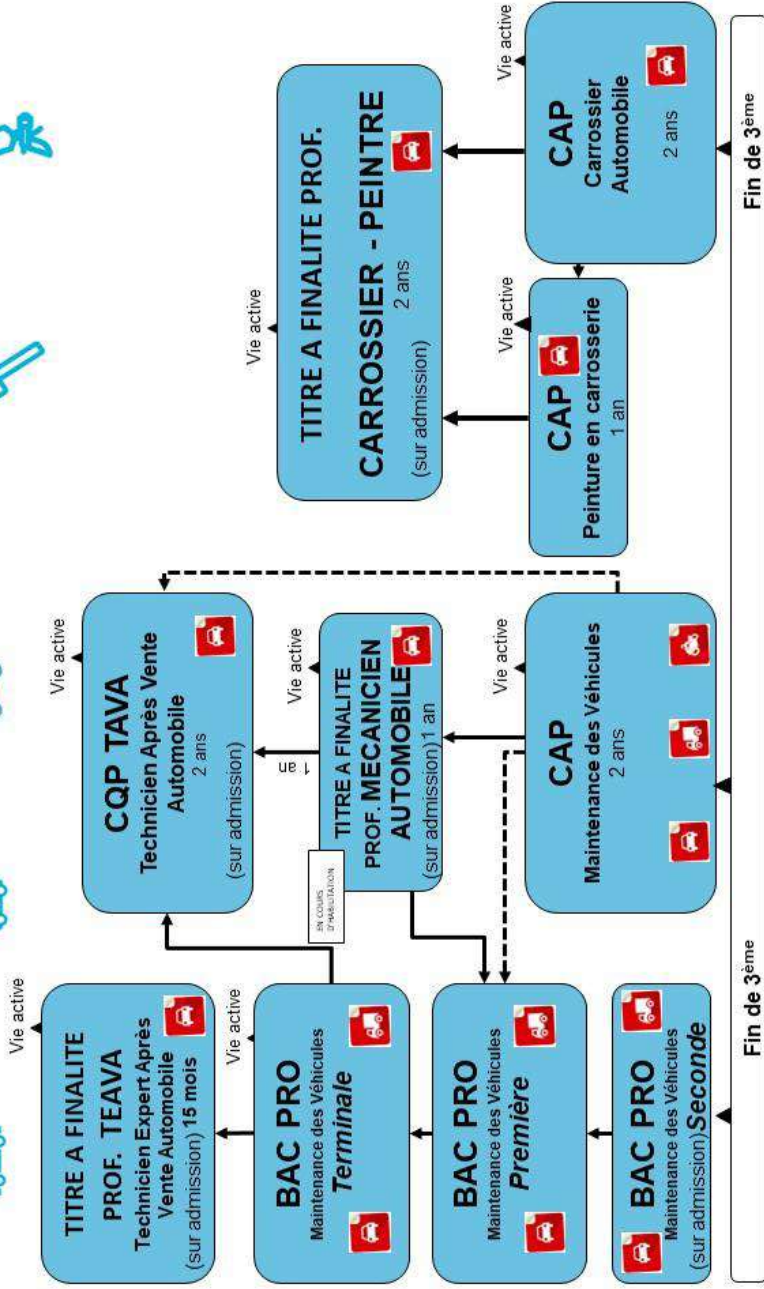 Vie active
TITRE A FINALITE
PROF. TEAVA
Technicien Expert Après
Vente Automobile
(sur admission) 15 mois
Vie active
BAC PRO
Maintenance des Véhicules
Terminale
BAC PRO
Maintenance des Véhicules
Première
BAC PRO
Maintenance des Véhicules
(sur admission) Seconde
Fin de 3ème
Vie active
CQP TAVA
Technicien Après Vente
Automobile
2 ans
(sur admission)
1 an
EN COURS
D'HABILITATION
Vie active
TITRE A FINALITE
PROF. MECANICIEN
AUTOMOBILE
(sur admission) 1 an
Vie active
CAP
Maintenance des Véhicules
2 ans
Vie active
TITRE A FINALITE PROF.
CARROSSIER - PEINTRE
2 ans
(sur admission)
Vie active
CAP
Peinture en carrosserie
1 an
Vie active
CAP
Carrossier
Automobile
2 ans
Fin de 3ème